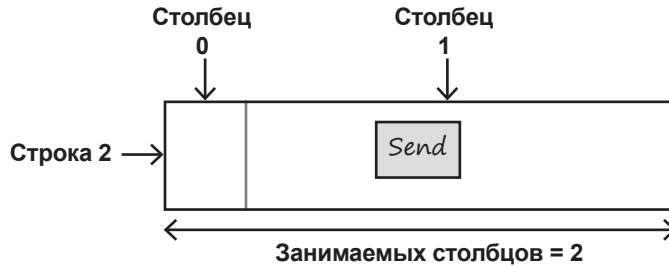 Столбец
0
Столбец
1
Строка 2
Send
Занимаемых столбцов = 2